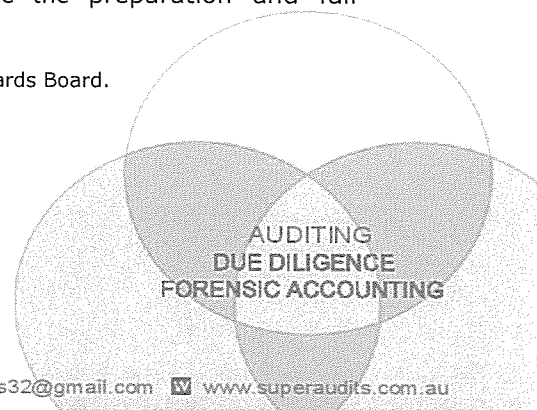 the preparation and full
ards Board.
AUDITING
DUE DILIGENCE
FORENSIC ACCOUNTING
s32@gmail.com W www.superaudits.com.au